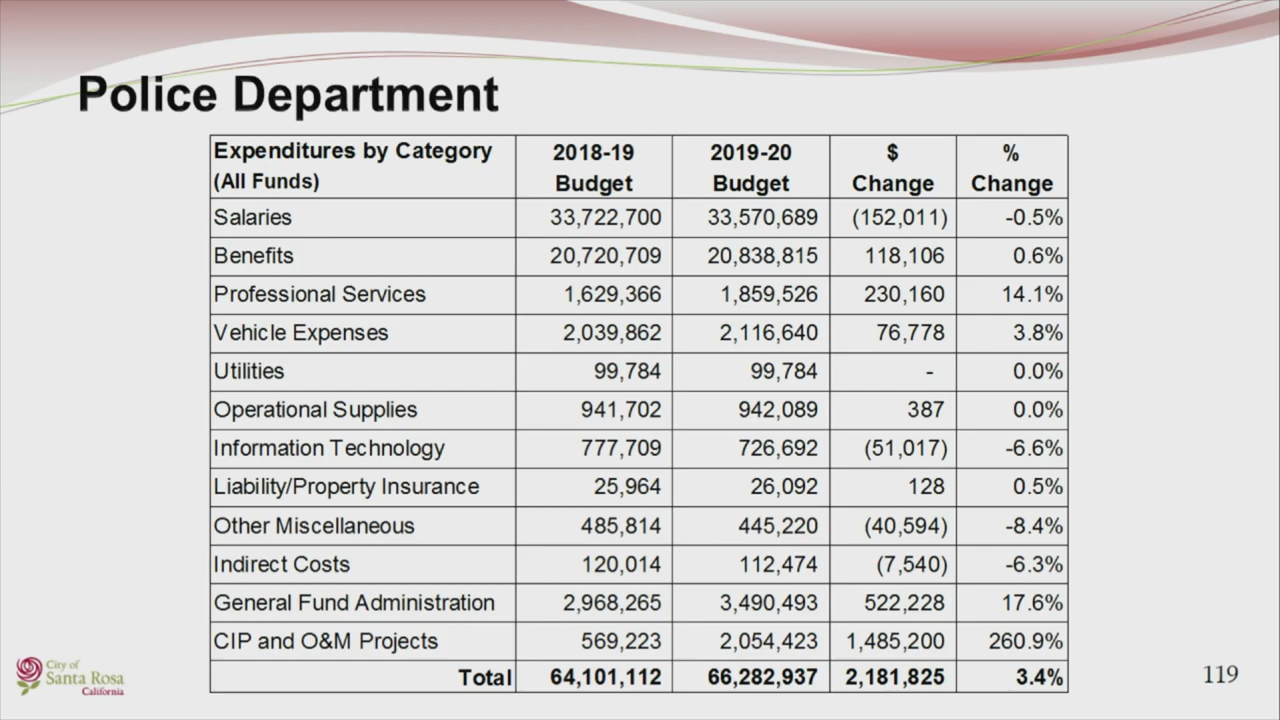 Police Department
Expenditures by Category (All Funds) 2018-19 Budget 2019-20 Budget $ Change % Change
Salaries 33,722,700 33,570,689 (152,011) -0.5%
Benefits 20,720,709 20,838,815 118,106 0.6%
Professional Services 1,629,366 1,859,526 230,160 14.1%
Vehicle Expenses 2,039,862 2,116,640 76,778 3.8%
Utilities 99,784 99,784 - 0.0%
Operational Supplies 941,702 942,089 387 0.0%
Information Technology 777,709 726,692 (51,017) -6.6%
Liability/Property Insurance 25,964 26,092 128 0.5%
Other Miscellaneous 485,814 445,220 (40,594) -8.4%
Indirect Costs 120,014 112,474 (7,540) -6.3%
General Fund Administration 2,968,265 3,490,493 522,228 17.6%
CIP and O&M Projects 569,223 2,054,423 1,485,200 260.9%
Total 64,101,112 66,282,937 2,181,825 3.4%
City of
Santa Rosa
California
119